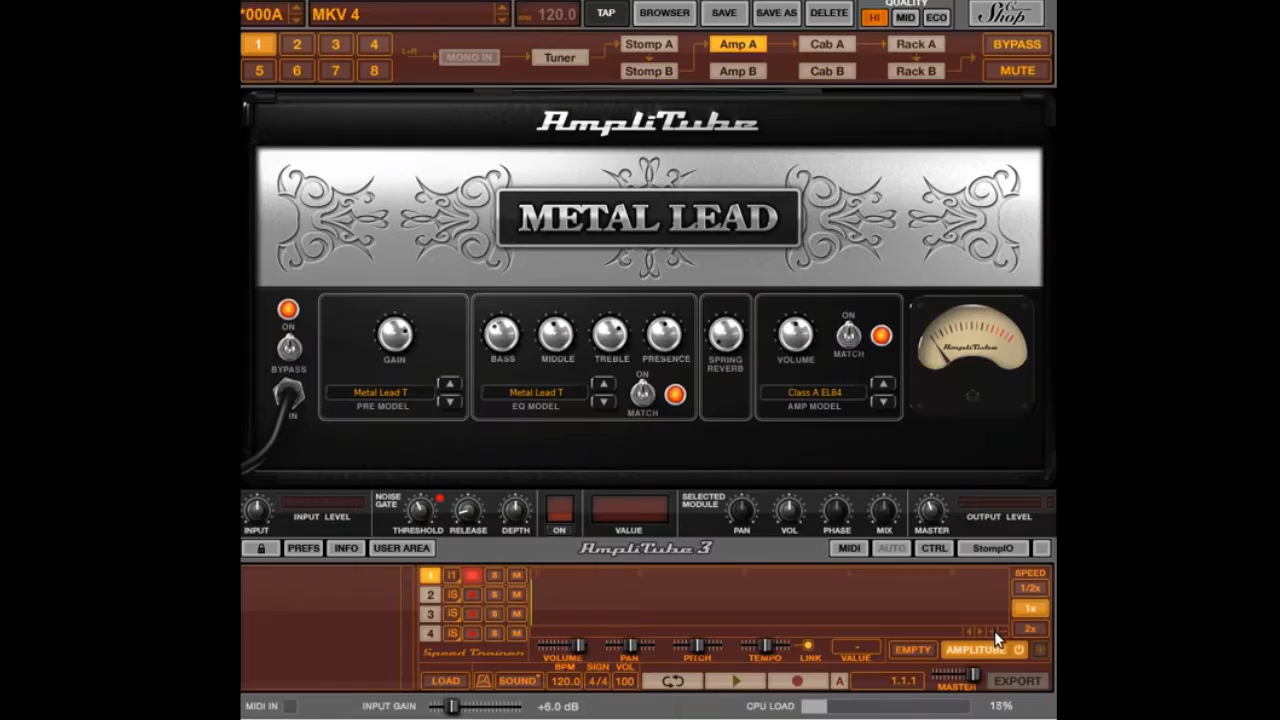 *000A MKV 4 BPM 120.0 TAP BROWSER SAVE SAVE AS DELETE QUALITY HI MID ECO Custom Shop
1 2 3 4 L+R MONO IN Tuner Stomp A Amp A Cab A Rack A BYPASS
5 6 7 8 Stomp B Amp B Cab B Rack B MUTE
AmpliTube
METAL LEAD
ON
BYPASS
IN
GAIN
Metal Lead T
PRE MODEL
BASS MIDDLE TREBLE PRESENCE
Metal Lead T
EQ MODEL
ON
MATCH
SPRING
REVERB
VOLUME
ON
MATCH
Class A EL84
AMP MODEL
AmpliTube
INPUT INPUT LEVEL
NOISE
GATE
THRESHOLD RELEASE DEPTH ON VALUE
SELECTED
MODULE
PAN VOL PHASE MIX MASTER OUTPUT LEVEL
PREFS INFO USER AREA AmpliTube 3 MIDI AUTO CTRL StompIO
1 I1 S M
2 IS S M
3 IS S M
4 IS S M
Speed Trainer
SPEED
1/2x
1x
2x
VOLUME PAN PITCH TEMPO LINK VALUE EMPTY AMPLITUBE
BPM SIGN VOL
LOAD SOUND 120.0 4/4 100 A 1.1.1 MASTER EXPORT
MIDI IN INPUT GAIN +6.0 dB CPU LOAD 15%